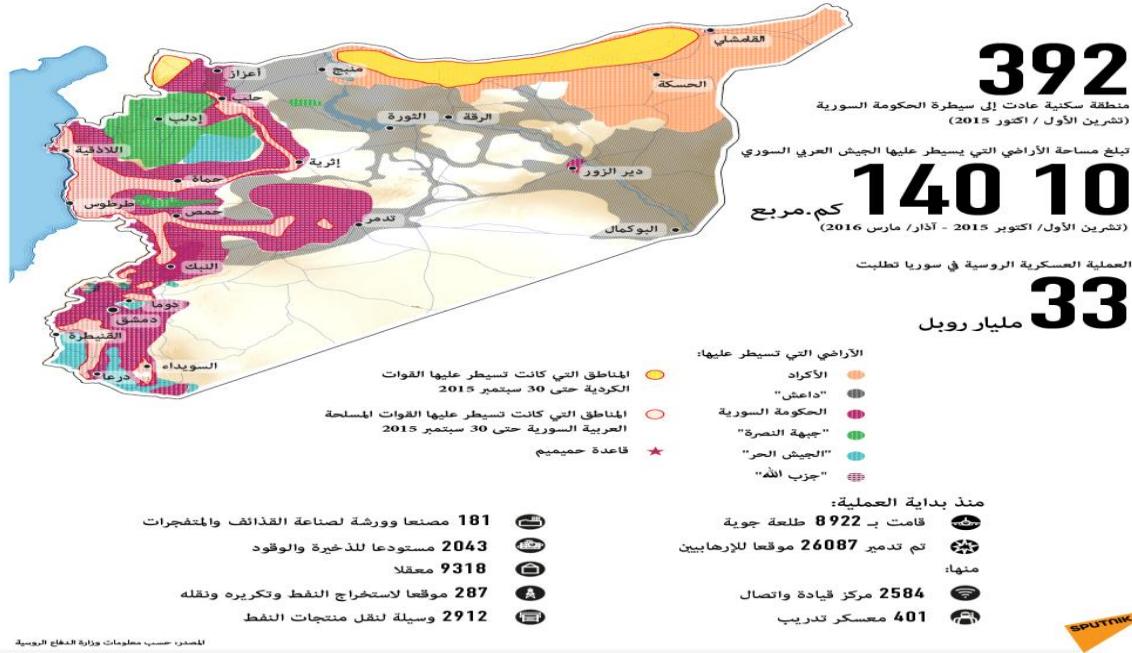 392
منطقة سكنية عادت إلى سيطرة الحكومة السورية
(تشرين الأول / اكتور 2015)
تبلغ مساحة الأراضي التي يسيطر عليها الجيش العربي السوري
10 140 كم.مربع
(تشرين الأول/ اكتوبر 2015 - آذار/ مارس 2016)
العملية العسكرية الروسية في سوريا تطلبت
33 مليار روبل
القامشلي
الحسكة
منبج
أعزاز
حلب
إدلب
الرقة
الثورة
اللاذقية
إثرية
دير الزور
حماة
طرطوس
حمص
تدمر
البوكمال
النبك
دوما
دمشق
القنيطرة
السويداء
درعا
الآراضي التي تسيطر عليها:
الأكراد
"داعش"
الحكومة السورية
"جبهة النصرة"
"الجيش الحر"
"جزب الله"
المناطق التي كانت تسيطر عليها القوات
الكردية حتى 30 سبتمبر 2015
المناطق التي كانت تسيطر عليها القوات المسلحة
العربية السورية حتى 30 سبتمبر 2015
قاعدة حميميم
منذ بداية العملية:
قامت بـ 8922 طلعة جوية
تم تدمير 26087 موقعا للإرهابيين
منها:
2584 مركز قيادة واتصال
401 معسكر تدريب
181 مصنعا وورشة لصناعة القذائف والمتفجرات
2043 مستودعا للذخيرة والوقود
9318 معقلا
287 موقعا لاستخراج النفط وتكريره ونقله
2912 وسيلة لنقل منتجات النفط
SPUTNIK
المصدر: حسب معلومات وزارة الدفاع الروسية